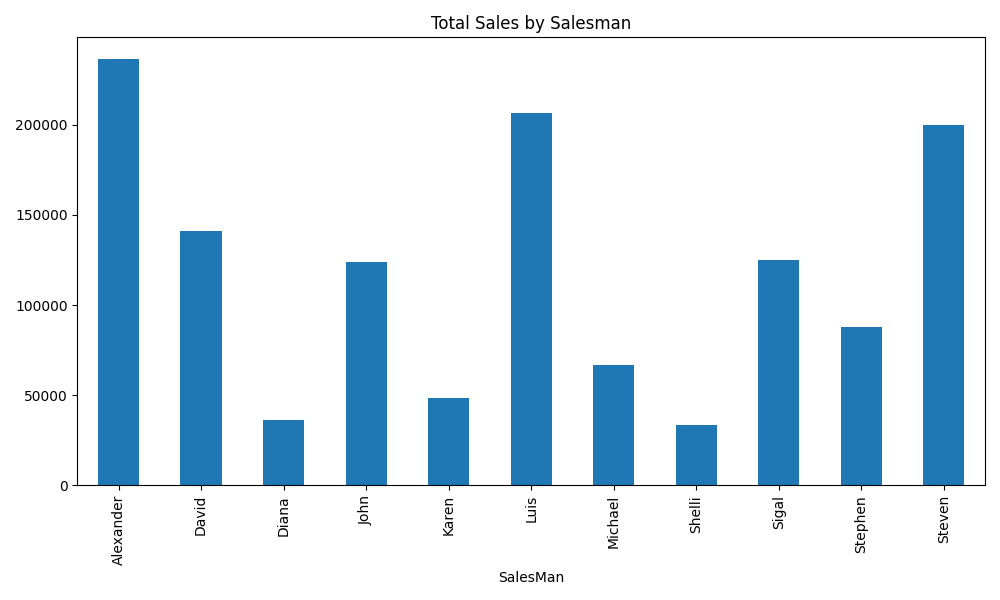 Total Sales by Salesman
200000
150000
100000
50000
0
Alexander
David
Diana
John
Karen
Luis
Michael
Shelli
Sigal
Stephen
Steven
SalesMan